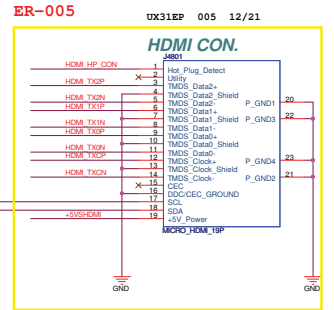 ER-005
UX31EP 005 12/21
HDMI CON.
J4801
HDMI_HP_CON 1 Hot_Plug_Detect
2 Utility
HDMI_TX2P 3 TMDS_Data2+
4 TMDS_Data2_Shield
HDMI_TX2N 5 TMDS_Data2- P_GND1 20
HDMI_TX1P 6 TMDS_Data1+
7 TMDS_Data1_Shield P_GND3 22
HDMI_TX1N 8 TMDS_Data1-
HDMI_TX0P 9 TMDS_Data0+
10 TMDS_Data0_Shield
HDMI_TX0N 11 TMDS_Data0-
HDMI_TXCP 12 TMDS_Clock+ P_GND4 23
13 TMDS_Clock_Shield
HDMI_TXCN 14 TMDS_Clock- P_GND2 21
15 CEC
16 DDC/CEC_GROUND
17 SCL
18 SDA
+5VSHDMI 19 +5V_Power
MICRO_HDMI_19P
GND GND